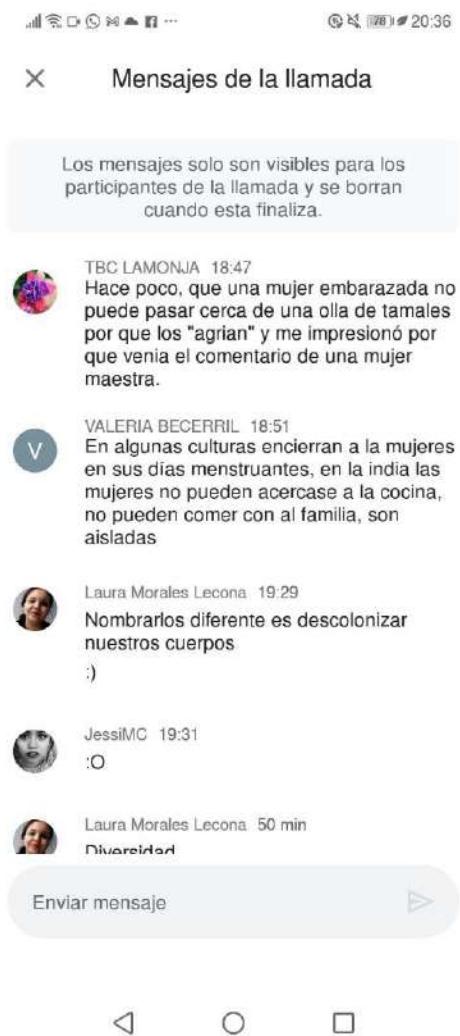 78 20:36
Mensajes de la llamada
Los mensajes solo son visibles para los
participantes de la llamada y se borran
cuando esta finaliza.
TBC LAMONJA 18:47
Hace poco, que una mujer embarazada no
puede pasar cerca de una olla de tamales
por que los "agrian" y me impresionó por
que venia el comentario de una mujer
maestra.
V
VALERIA BECERRIL 18:51
En algunas culturas encierran a la mujeres
en sus días menstruantes, en la india las
mujeres no pueden acercase a la cocina,
no pueden comer con al familia, son
aisladas
Laura Morales Lecona 19:29
Nombrarlos diferente es descolonizar
nuestros cuerpos
:)
JessiMC 19:31
:O
Laura Morales Lecona 50 min
Diversidad
Enviar mensaje